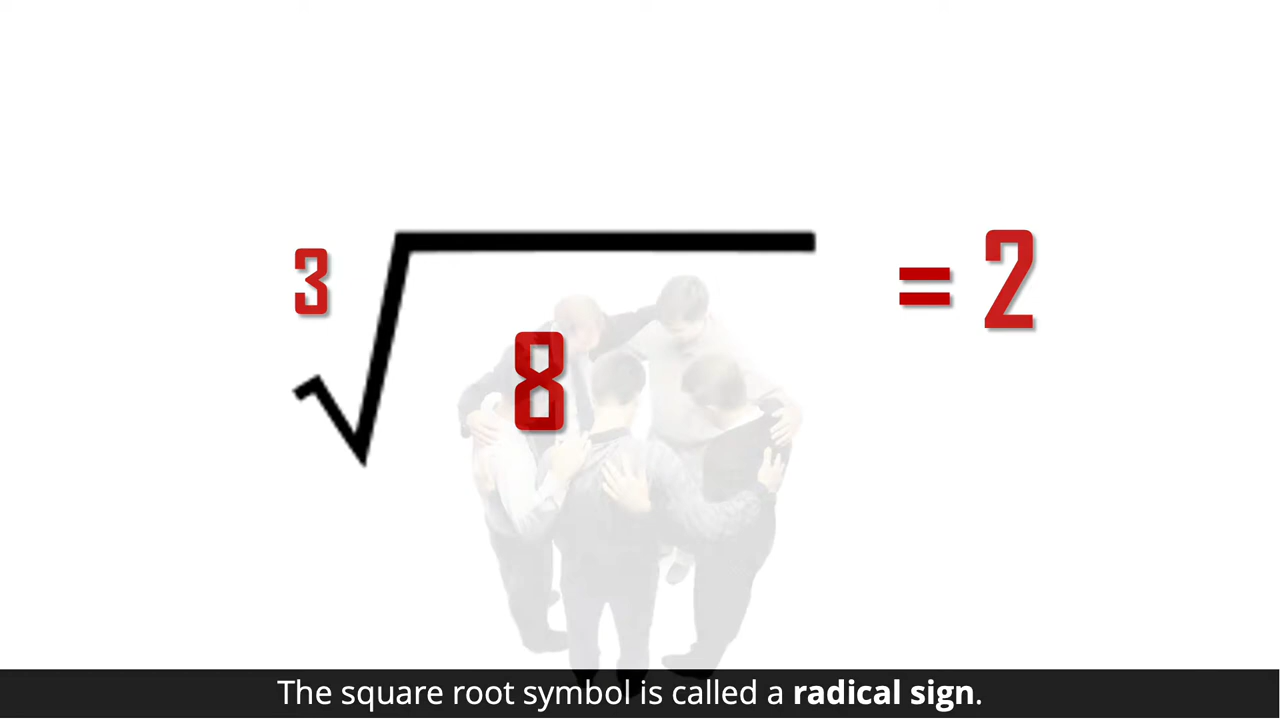 3√8 = 2
The square root symbol is called a radical sign.